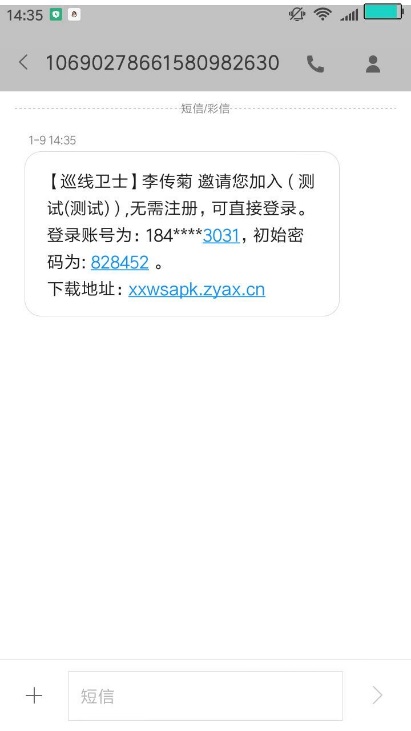 14:35
10690278661580982630
短信/彩信
1-9 14:35
【巡线卫士】李传菊 邀请您加入（测
试(测试)）,无需注册，可直接登录。
登录账号为: 184****3031, 初始密
码为: 828452 。
下载地址: xxwsapk.zyax.cn
短信